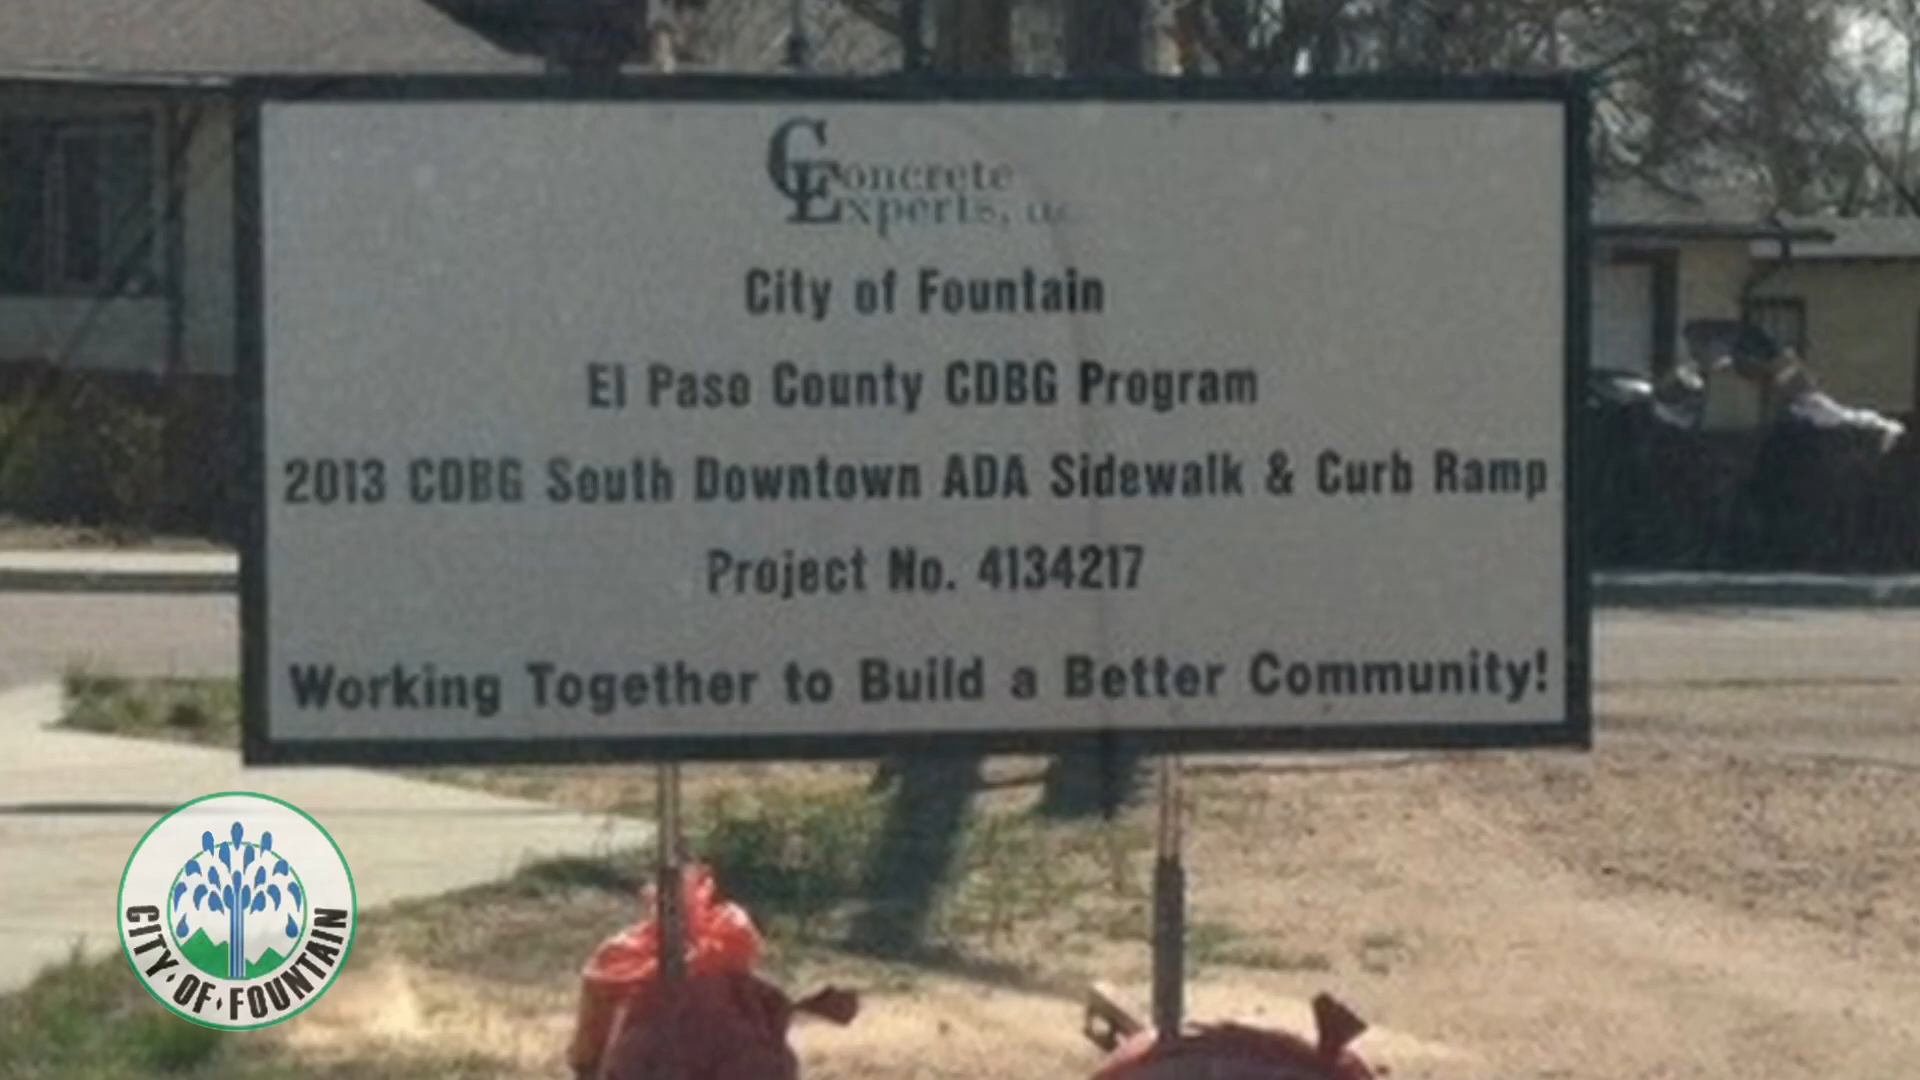 Concrete
Experts, LLC
City of Fountain
El Paso County CDBG Program
2013 CDBG South Downtown ADA Sidewalk & Curb Ramp
Project No. 4134217
Working Together to Build a Better Community!
CITY • OF • FOUNTAIN